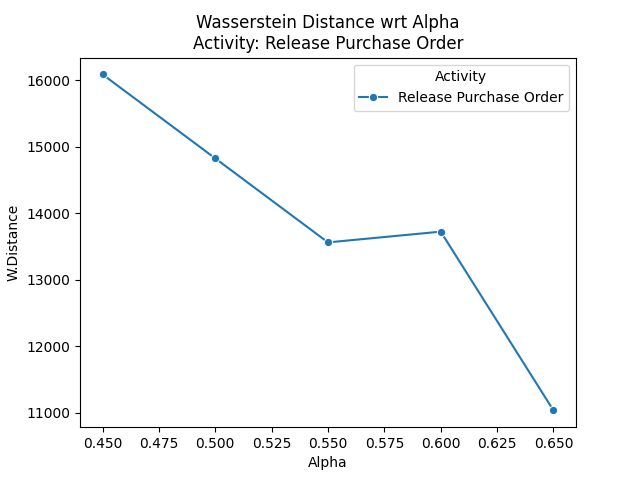 Wasserstein Distance wrt Alpha
Activity: Release Purchase Order
Activity
Release Purchase Order
W.Distance
16000
15000
14000
13000
12000
11000
0.450 0.475 0.500 0.525 0.550 0.575 0.600 0.625 0.650
Alpha